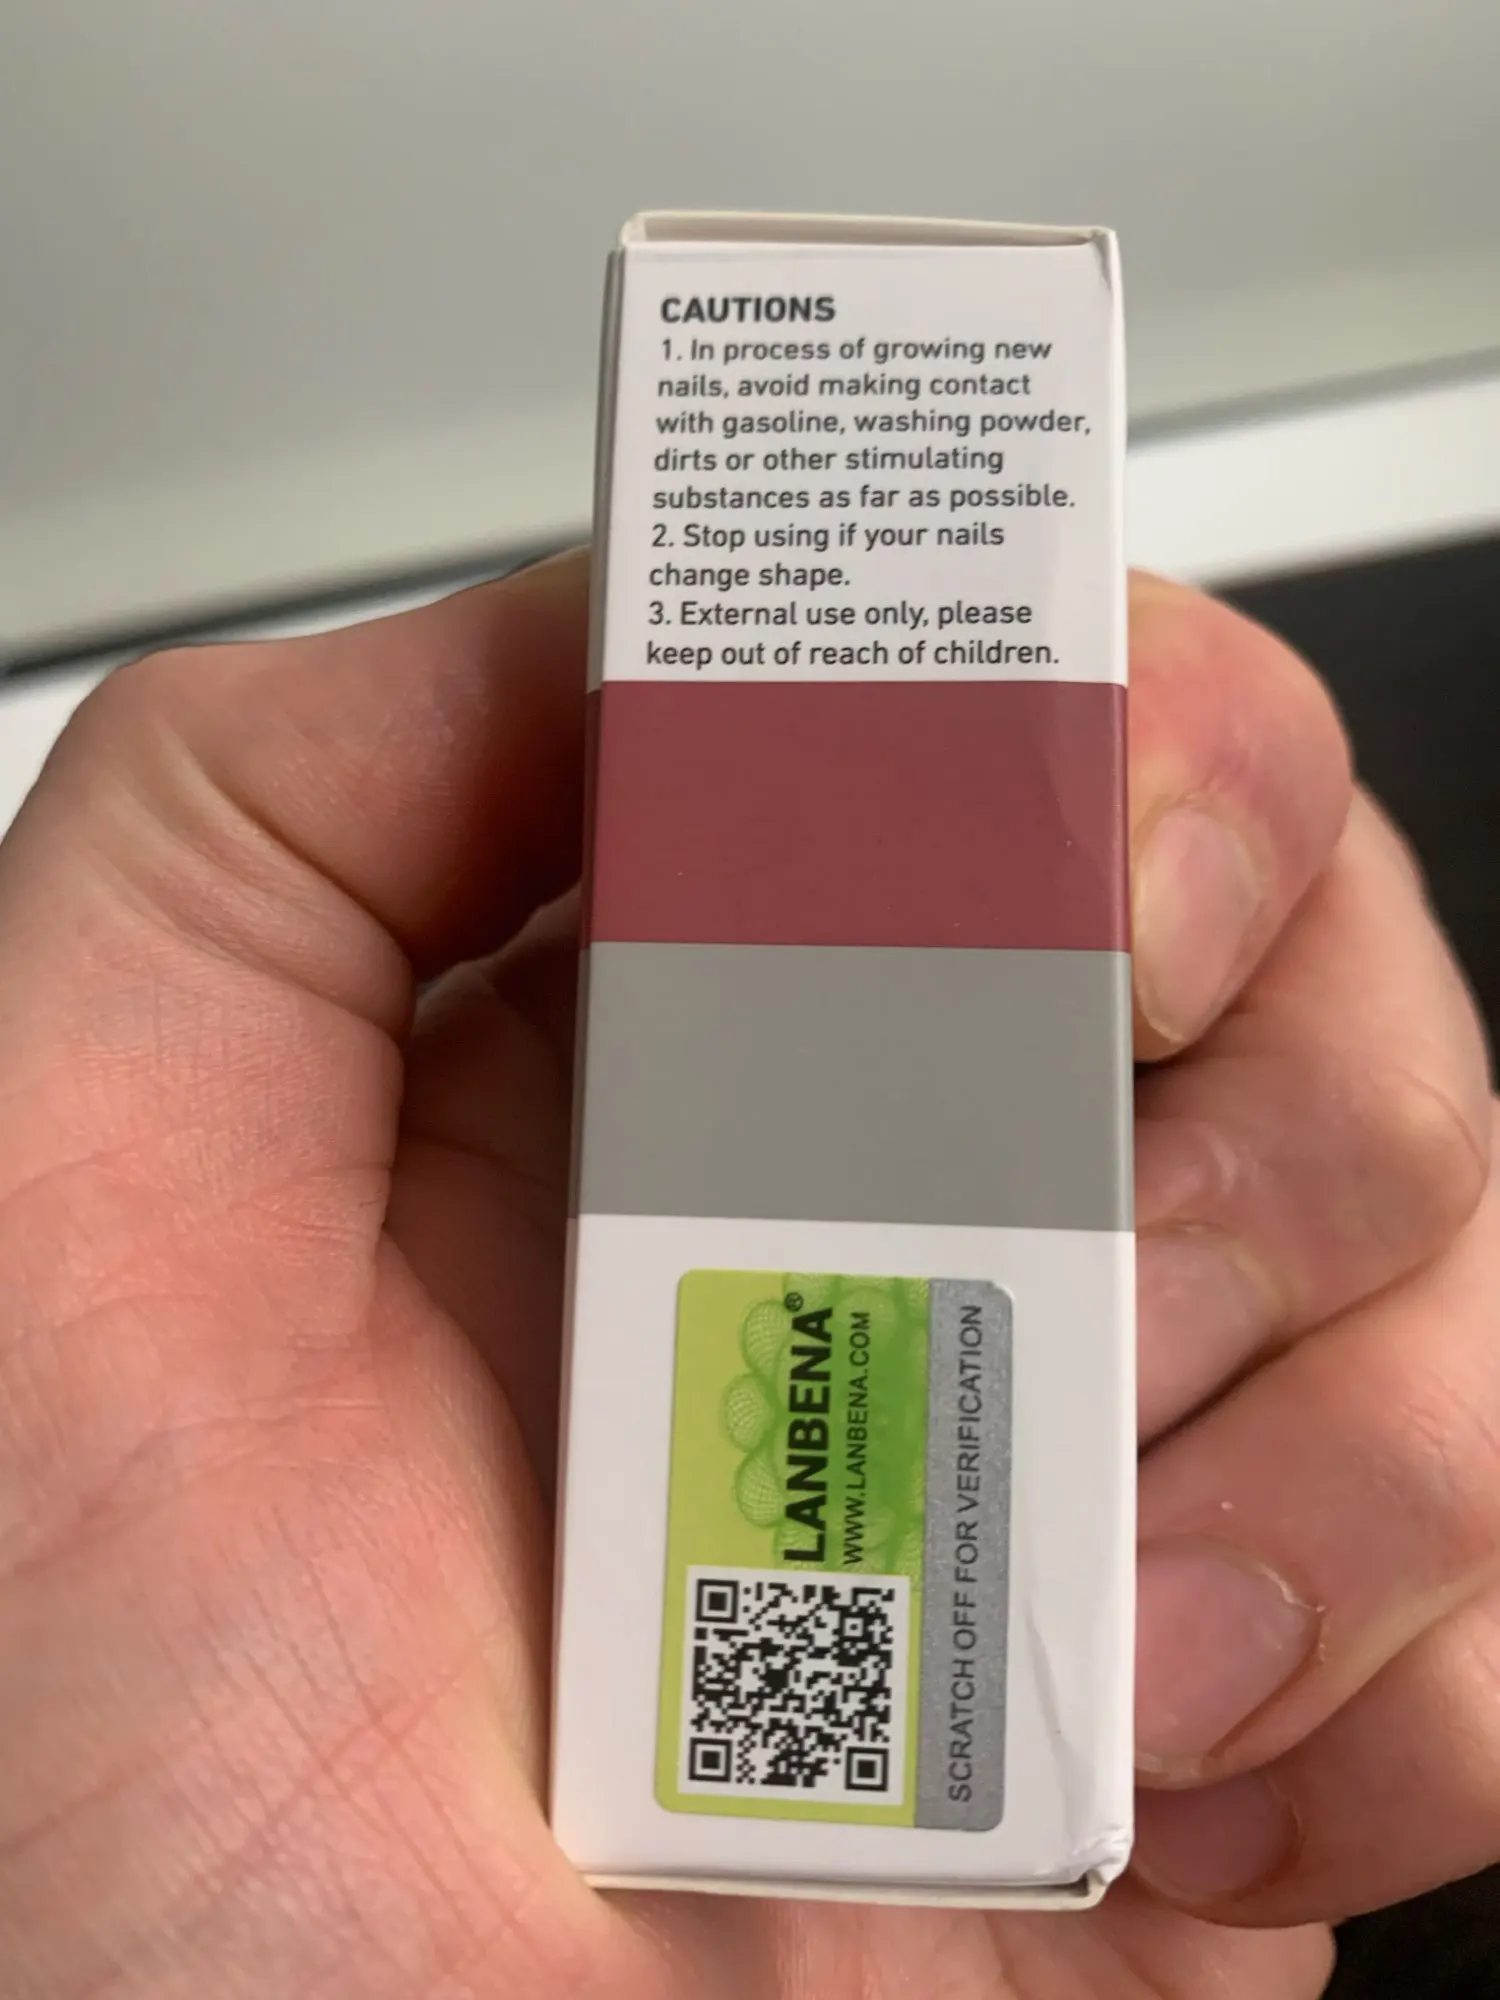 CAUTIONS
1. In process of growing new
nails, avoid making contact
with gasoline, washing powder,
dirts or other stimulating
substances as far as possible.
2. Stop using if your nails
change shape.
3. External use only, please
keep out of reach of children.
LANBENA®
WWW.LANBENA.COM
SCRATCH OFF FOR VERIFICATION